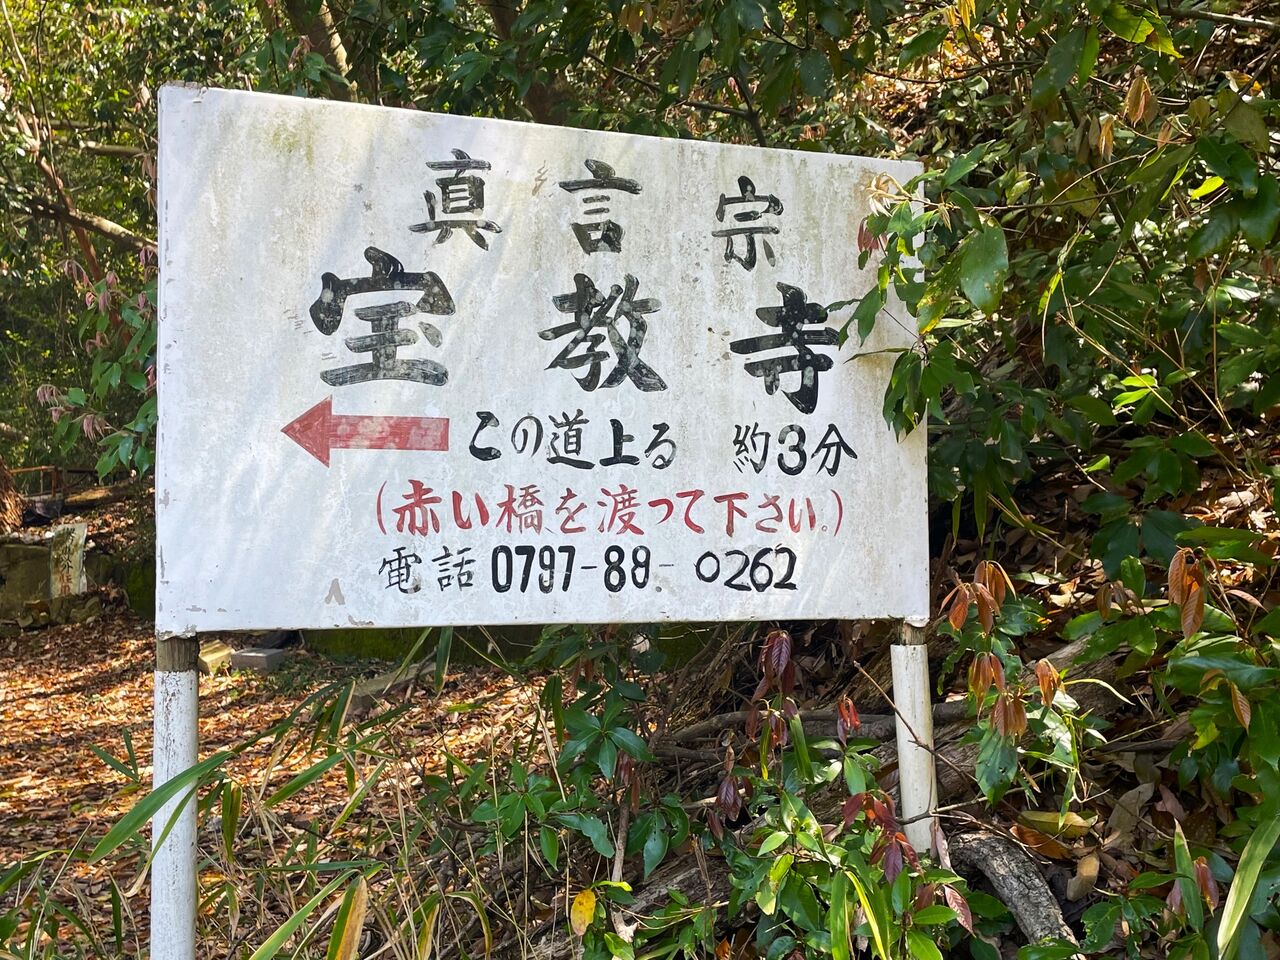 真言宗
宝教寺
この道上る 約3分
(赤い橋を渡って下さい。)
電話 0797-88-0262